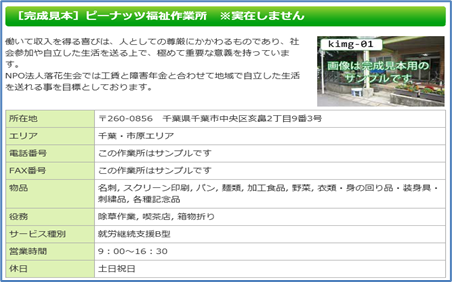 ［完成見本］ピーナッツ福祉作業所　※実在しません
働いて収入を得る喜びは、人としての尊厳にかかわるものであり、社
会参加や自立した生活を送る上で、極めて重要な意義を持っていま
す。
NPO法人落花生会では工賃と障害年金と合わせて地域で自立した生活
を送れる事を目標としております。
kimg-01
画像は完成見本用の
サンプルです
所在地　〒260-0856　千葉県千葉市中央区亥鼻2丁目9番3号
エリア　千葉・市原エリア
電話番号　この作業所はサンプルです
FAX番号　この作業所はサンプルです
物品　名刺, スクリーン印刷, パン, 麺類, 加工食品, 野菜, 衣類・身の回り品・装身具・
刺繍品, 各種記念品
役務　除草作業, 喫茶店, 箱物折り
サービス種別　就労継続支援B型
営業時間　9：00～16：30
休日　土日祝日